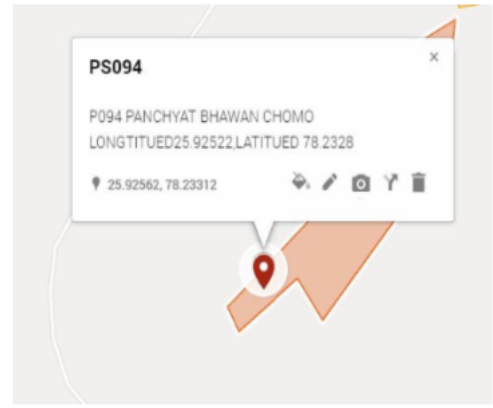 PS094
P094 PANCHYAT BHAWAN CHOMO
LONGTITUED25.92522,LATITUED 78.2328
25.92562, 78.23312